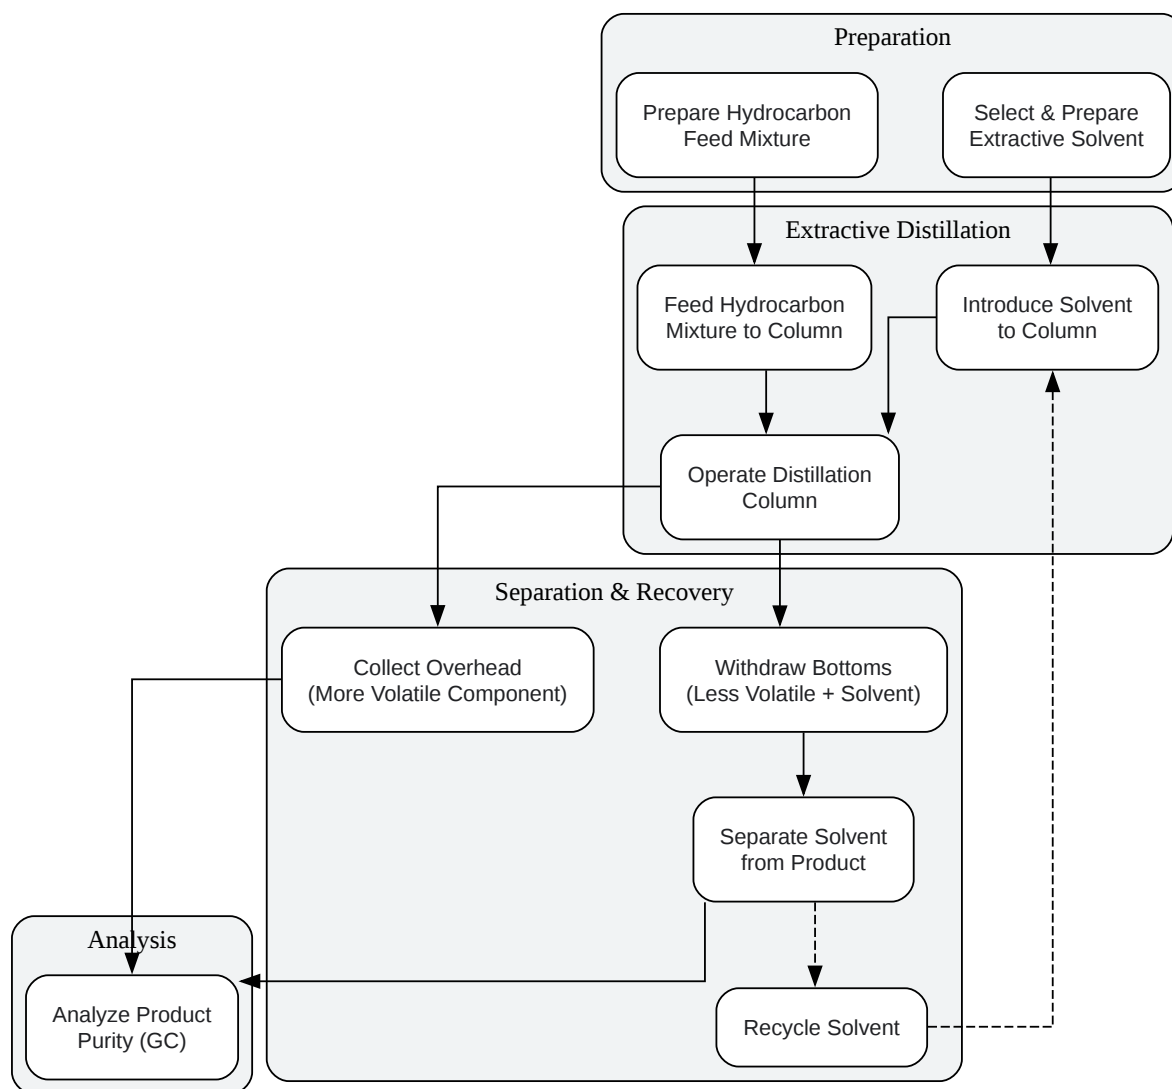 Preparation
Prepare Hydrocarbon
Feed Mixture
Select & Prepare
Extractive Solvent
Extractive Distillation
Feed Hydrocarbon
Mixture to Column
Introduce Solvent
to Column
Operate Distillation
Column
Separation & Recovery
Collect Overhead
(More Volatile Component)
Withdraw Bottoms
(Less Volatile + Solvent)
Separate Solvent
from Product
Analysis
Analyze Product
Purity (GC)
Recycle Solvent